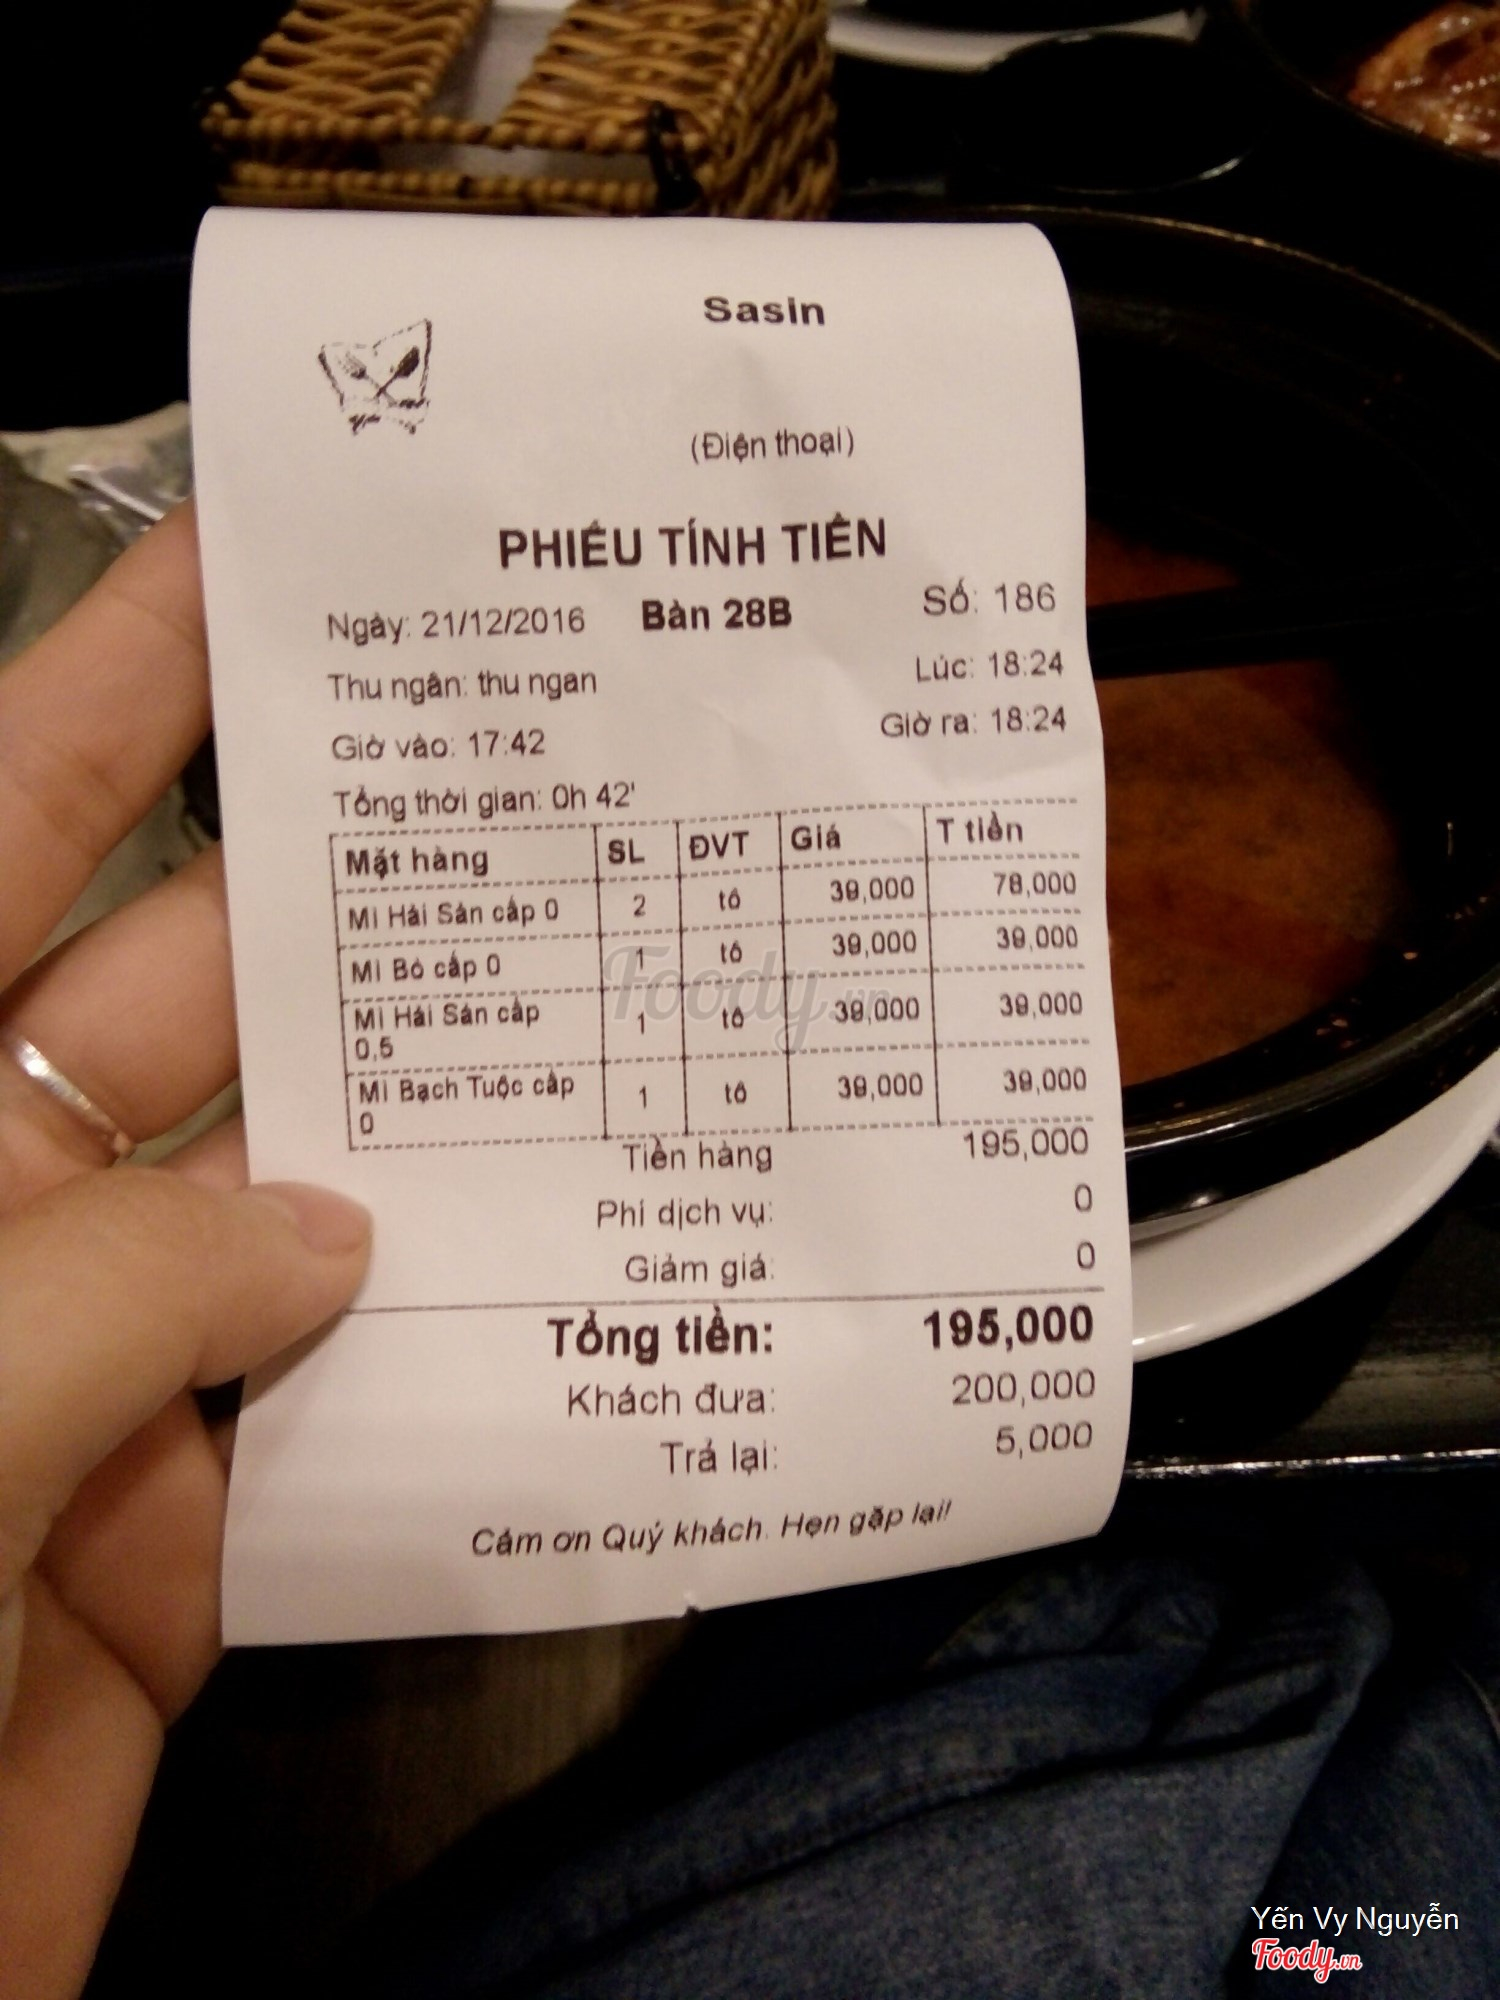 Sasin
(Điện thoại)
PHIẾU TÍNH TIỀN
Ngày: 21/12/2016 Bàn 28B Số: 186
Thu ngân: thu ngan Lúc: 18:24
Giờ vào: 17:42 Giờ ra: 18:24
Tổng thời gian: 0h 42'
Mặt hàng SL ĐVT Giá T tiền
Mì Hải Sản cấp 0 2 tô 39,000 78,000
Mì Bò cấp 0 1 tô 39,000 39,000
Mì Hải Sản cấp 1 tô 39,000 39,000
0,5
Mì Bạch Tuộc cấp 1 tô 39,000 39,000
0
Tiền hàng 195,000
Phí dịch vụ: 0
Giảm giá: 0
Tổng tiền: 195,000
Khách đưa: 200,000
Trả lại: 5,000
Cảm ơn Quý khách. Hẹn gặp lại!
Foody.vn
Yến Vy Nguyễn
Foody.vn